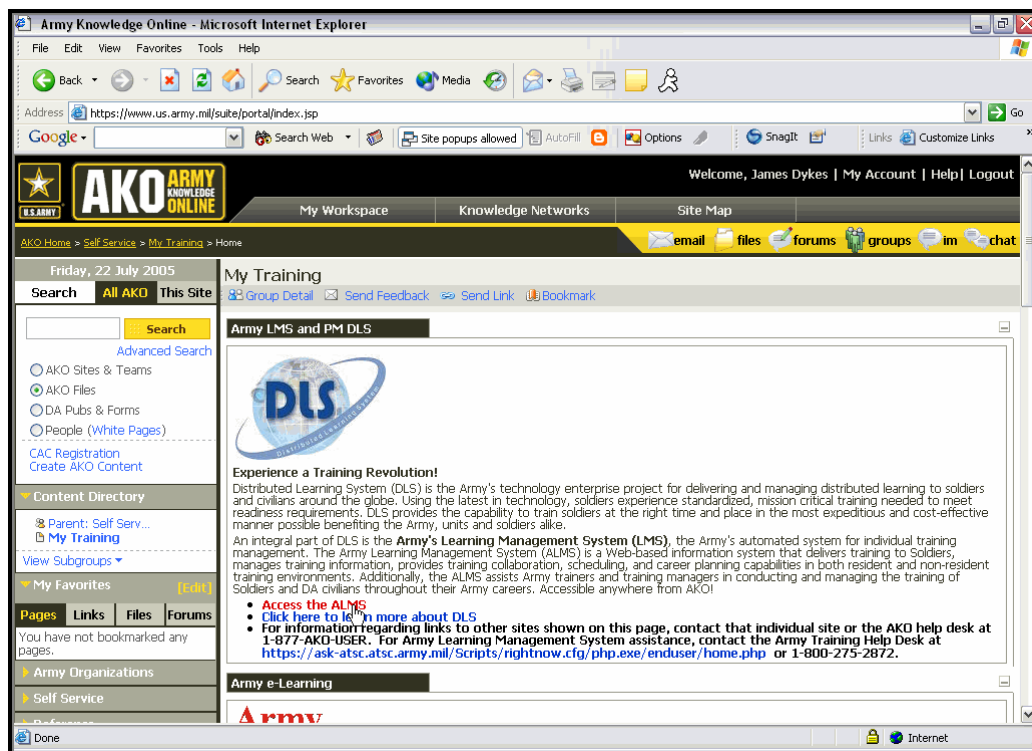 Army Knowledge Online - Microsoft Internet Explorer
File Edit View Favorites Tools Help
Back Search Favorites Media
Address https://www.us.army.mil/suite/portal/index.jsp Go
Google Search Web Site popups allowed AutoFill Options SnagIt Links Customize Links
U.S.ARMY AKO ARMY KNOWLEDGE ONLINE
Welcome, James Dykes | My Account | Help| Logout
My Workspace Knowledge Networks Site Map
AKO Home > Self Service > My Training > Home
email files forums groups im chat
Friday, 22 July 2005
Search All AKO This Site
Search
Advanced Search
AKO Sites & Teams
AKO Files
DA Pubs & Forms
People (White Pages)
CAC Registration
Create AKO Content
Content Directory
Parent: Self Serv...
My Training
View Subgroups
My Favorites [Edit]
Pages Links Files Forums
You have not bookmarked any
pages.
Army Organizations
Self Service
Reference
My Training
Group Detail Send Feedback Send Link Bookmark
Army LMS and PM DLS
DLS
Distributed Learning System
Experience a Training Revolution!
Distributed Learning System (DLS) is the Army's technology enterprise project for delivering and managing distributed learning to soldiers
and civilians around the globe. Using the latest in technology, soldiers experience standardized, mission critical training needed to meet
readiness requirements. DLS provides the capability to train soldiers at the right time and place in the most expeditious and cost-effective
manner possible benefiting the Army, units and soldiers alike.
An integral part of DLS is the Army's Learning Management System (LMS), the Army's automated system for individual training
management. The Army Learning Management System (ALMS) is a Web-based information system that delivers training to Soldiers,
manages training information, provides training collaboration, scheduling, and career planning capabilities in both resident and non-resident
training environments. Additionally, the ALMS assists Army trainers and training managers in conducting and managing the training of
Soldiers and DA civilians throughout their Army careers. Accessible anywhere from AKO!
• Access the ALMS
• Click here to learn more about DLS
• For information regarding links to other sites shown on this page, contact that individual site or the AKO help desk at
1-877-AKO-USER. For Army Learning Management System assistance, contact the Army Training Help Desk at
https://ask-atsc.atsc.army.mil/Scripts/rightnow.cfg/php.exe/enduser/home.php or 1-800-275-2872.
Army e-Learning
Army
Done Internet